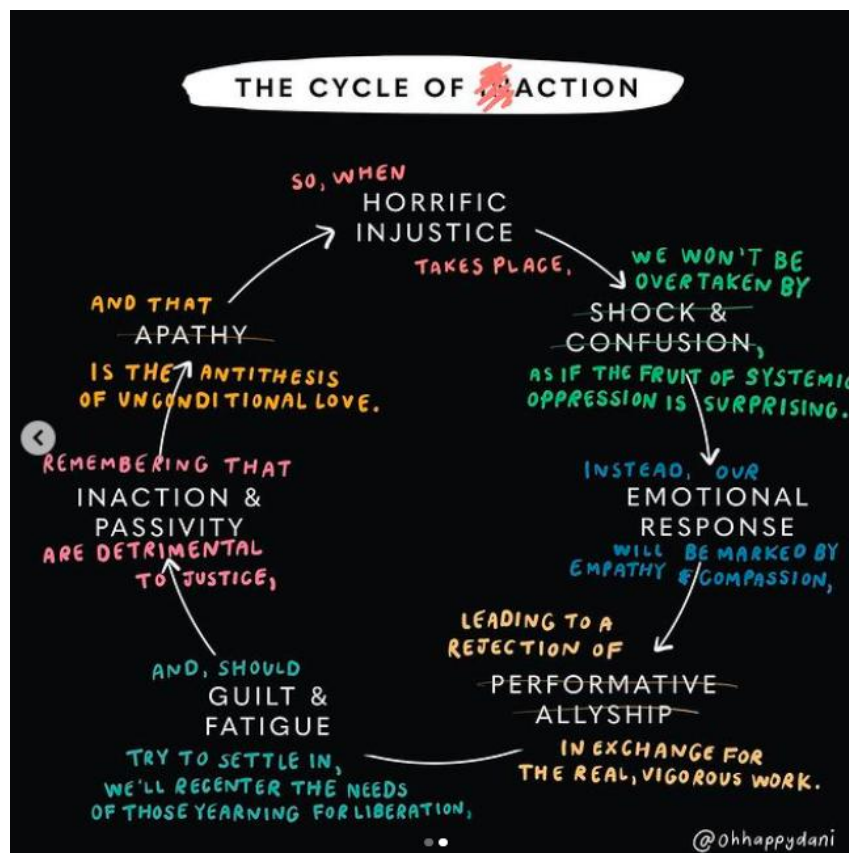 THE CYCLE OF ACTION
SO, WHEN
HORRIFIC
INJUSTICE
TAKES PLACE,
WE WON'T BE
OVERTAKEN BY
SHOCK &
CONFUSION,
AS IF THE FRUIT OF SYSTEMIC
OPPRESSION IS SURPRISING.
INSTEAD, OUR
EMOTIONAL
RESPONSE
WILL BE MARKED BY
EMPATHY & COMPASSION,
LEADING TO A
REJECTION OF
PERFORMATIVE
ALLYSHIP
IN EXCHANGE FOR
THE REAL, VIGOROUS WORK.
AND, SHOULD
GUILT &
FATIGUE
TRY TO SETTLE IN,
WE'LL RECENTER THE NEEDS
OF THOSE YEARNING FOR LIBERATION,
REMEMBERING THAT
INACTION &
PASSIVITY
ARE DETRIMENTAL
TO JUSTICE,
AND THAT
APATHY
IS THE ANTITHESIS
OF UNCONDITIONAL LOVE.
@ohhappydani